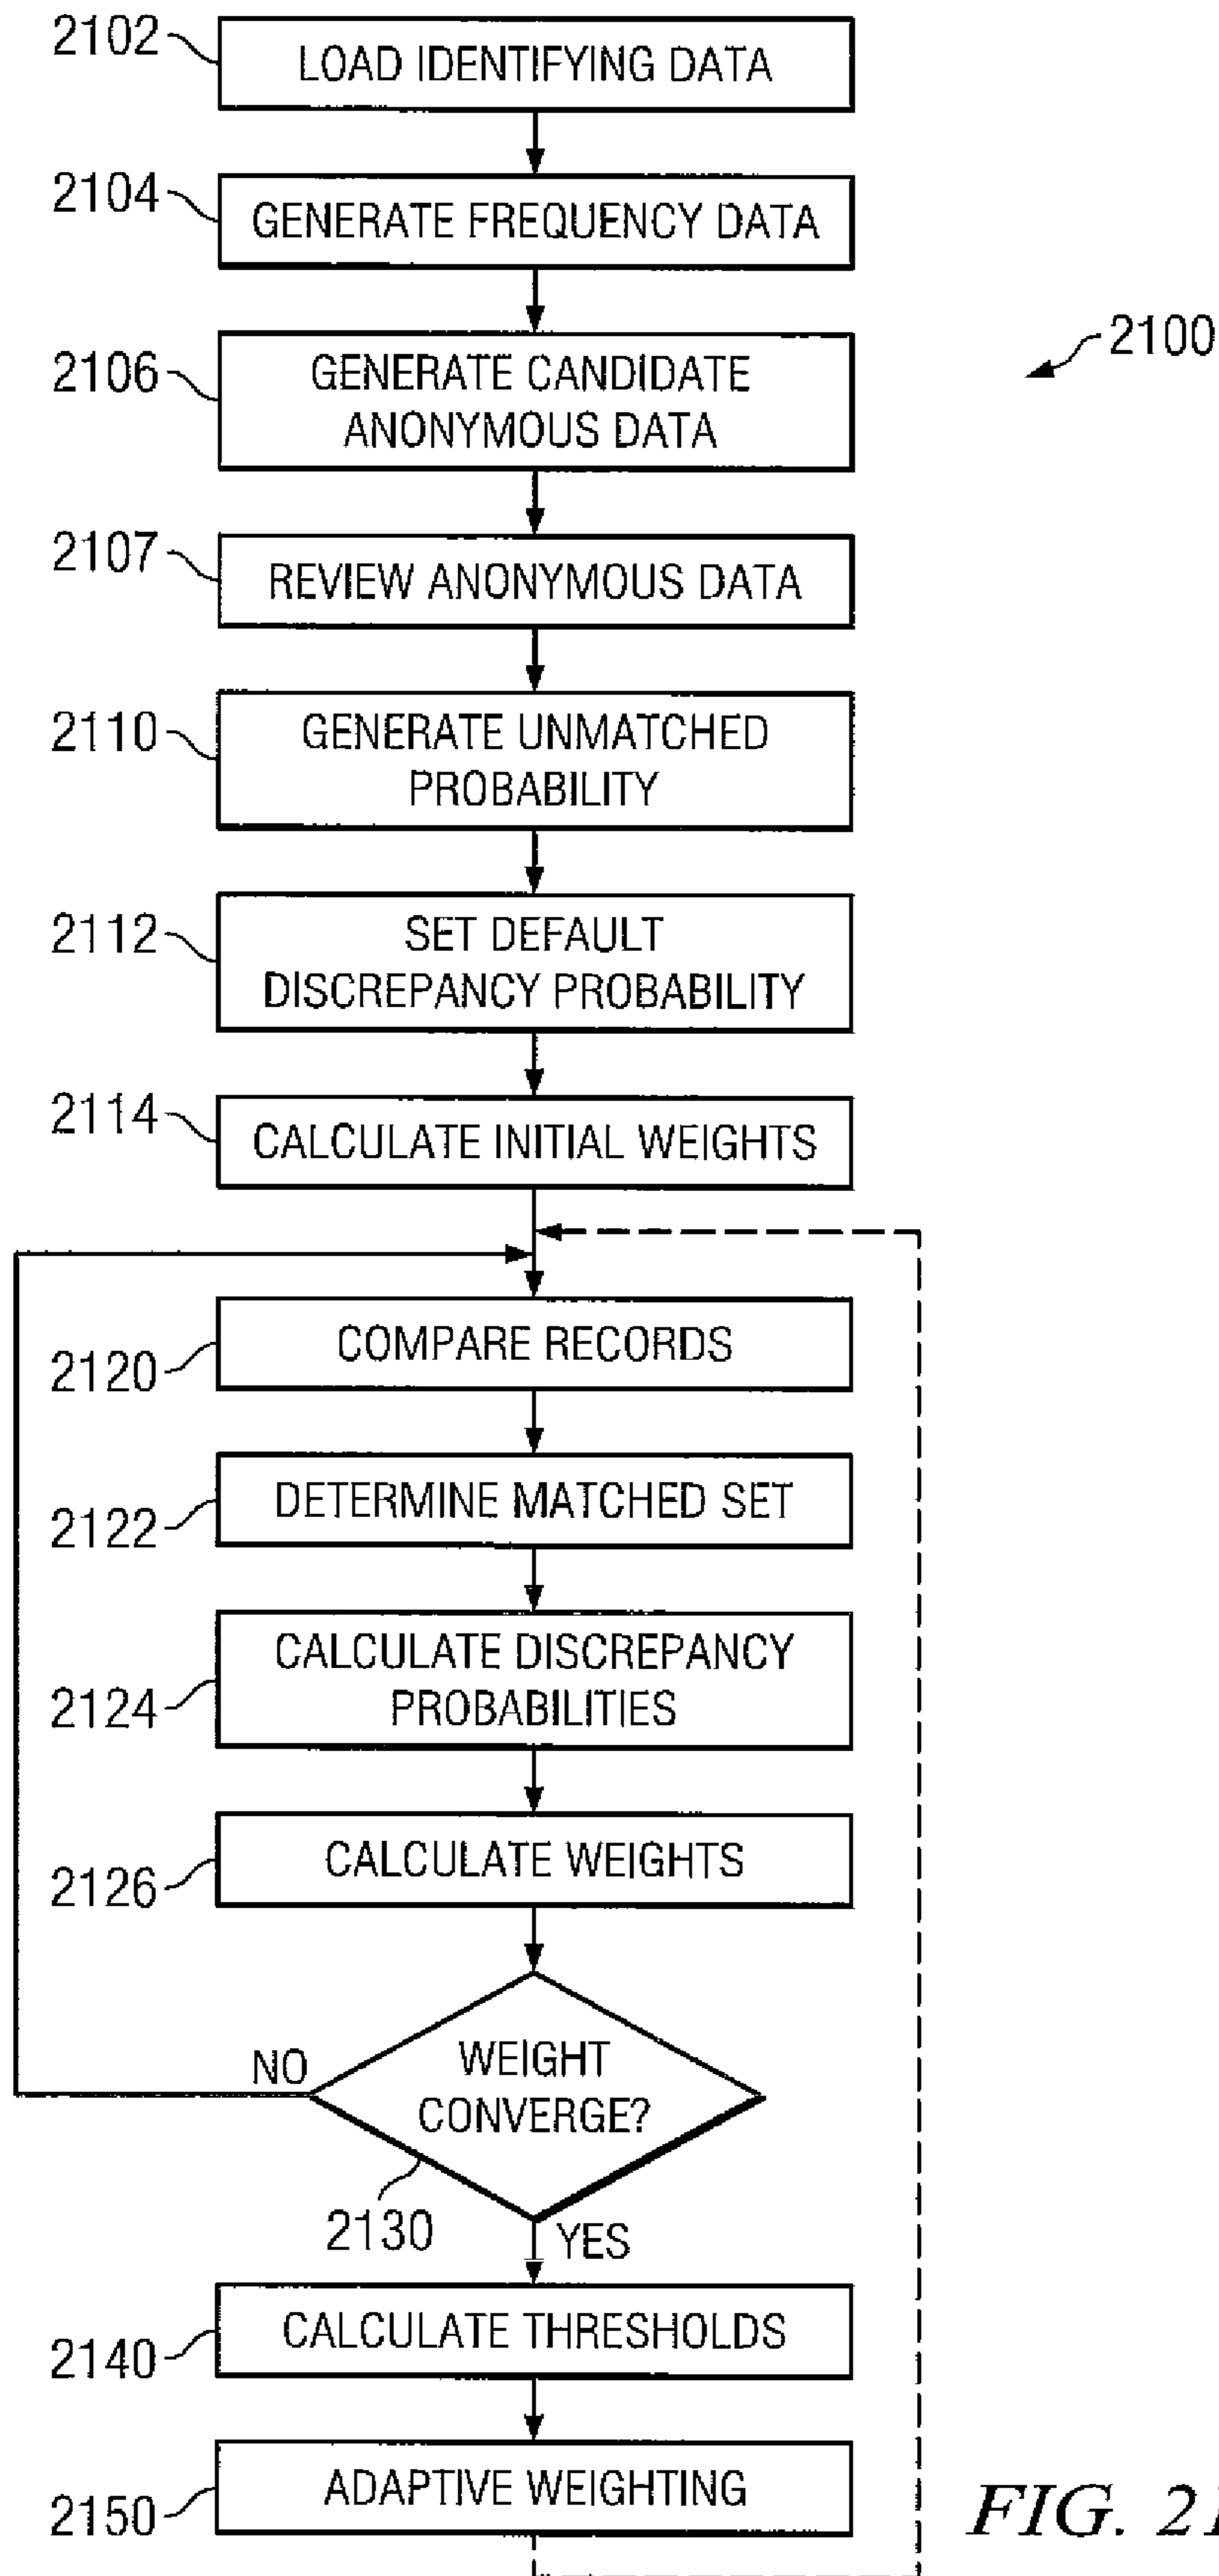 2102
LOAD IDENTIFYING DATA
2104
GENERATE FREQUENCY DATA
2100
2106
GENERATE CANDIDATE
ANONYMOUS DATA
2107
REVIEW ANONYMOUS DATA
2110
GENERATE UNMATCHED
PROBABILITY
2112
SET DEFAULT
DISCREPANCY PROBABILITY
2114
CALCULATE INITIAL WEIGHTS
2120
COMPARE RECORDS
2122
DETERMINE MATCHED SET
2124
CALCULATE DISCREPANCY
PROBABILITIES
2126
CALCULATE WEIGHTS
NO
WEIGHT
CONVERGE?
2130
YES
2140
CALCULATE THRESHOLDS
2150
ADAPTIVE WEIGHTING
FIG. 21